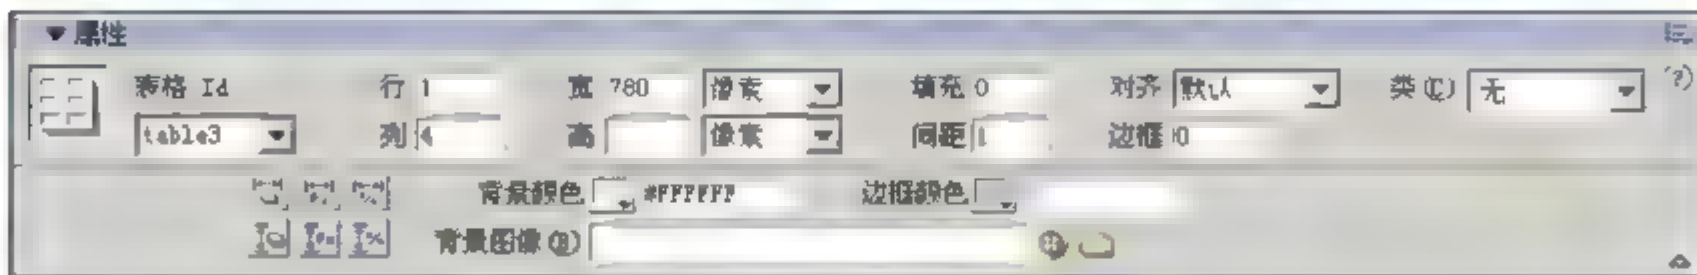 属性
表格 Id 行 1 宽 780 像素 填充 0 对齐 默认 类(C) 无 (?)
table3 列 4 高 像素 间距 1 边框 0
背景颜色 #FFFFFF 边框颜色
背景图像(B)